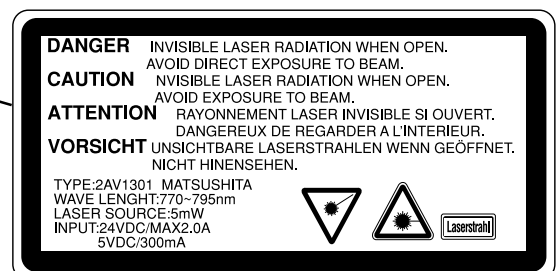 DANGER INVISIBLE LASER RADIATION WHEN OPEN.
AVOID DIRECT EXPOSURE TO BEAM.
CAUTION NVISIBLE LASER RADIATION WHEN OPEN.
AVOID EXPOSURE TO BEAM.
ATTENTION RAYONNEMENT LASER INVISIBLE SI OUVERT.
DANGEREUX DE REGARDER A L'INTERIEUR.
VORSICHT UNSICHTBARE LASERSTRAHLEN WENN GEÖFFNET.
NICHT HINENSEHEN.
TYPE:2AV1301 MATSUSHITA
WAVE LENGHT:770~795nm
LASER SOURCE:5mW
INPUT:24VDC/MAX2.0A
5VDC/300mA
Laserstrahl